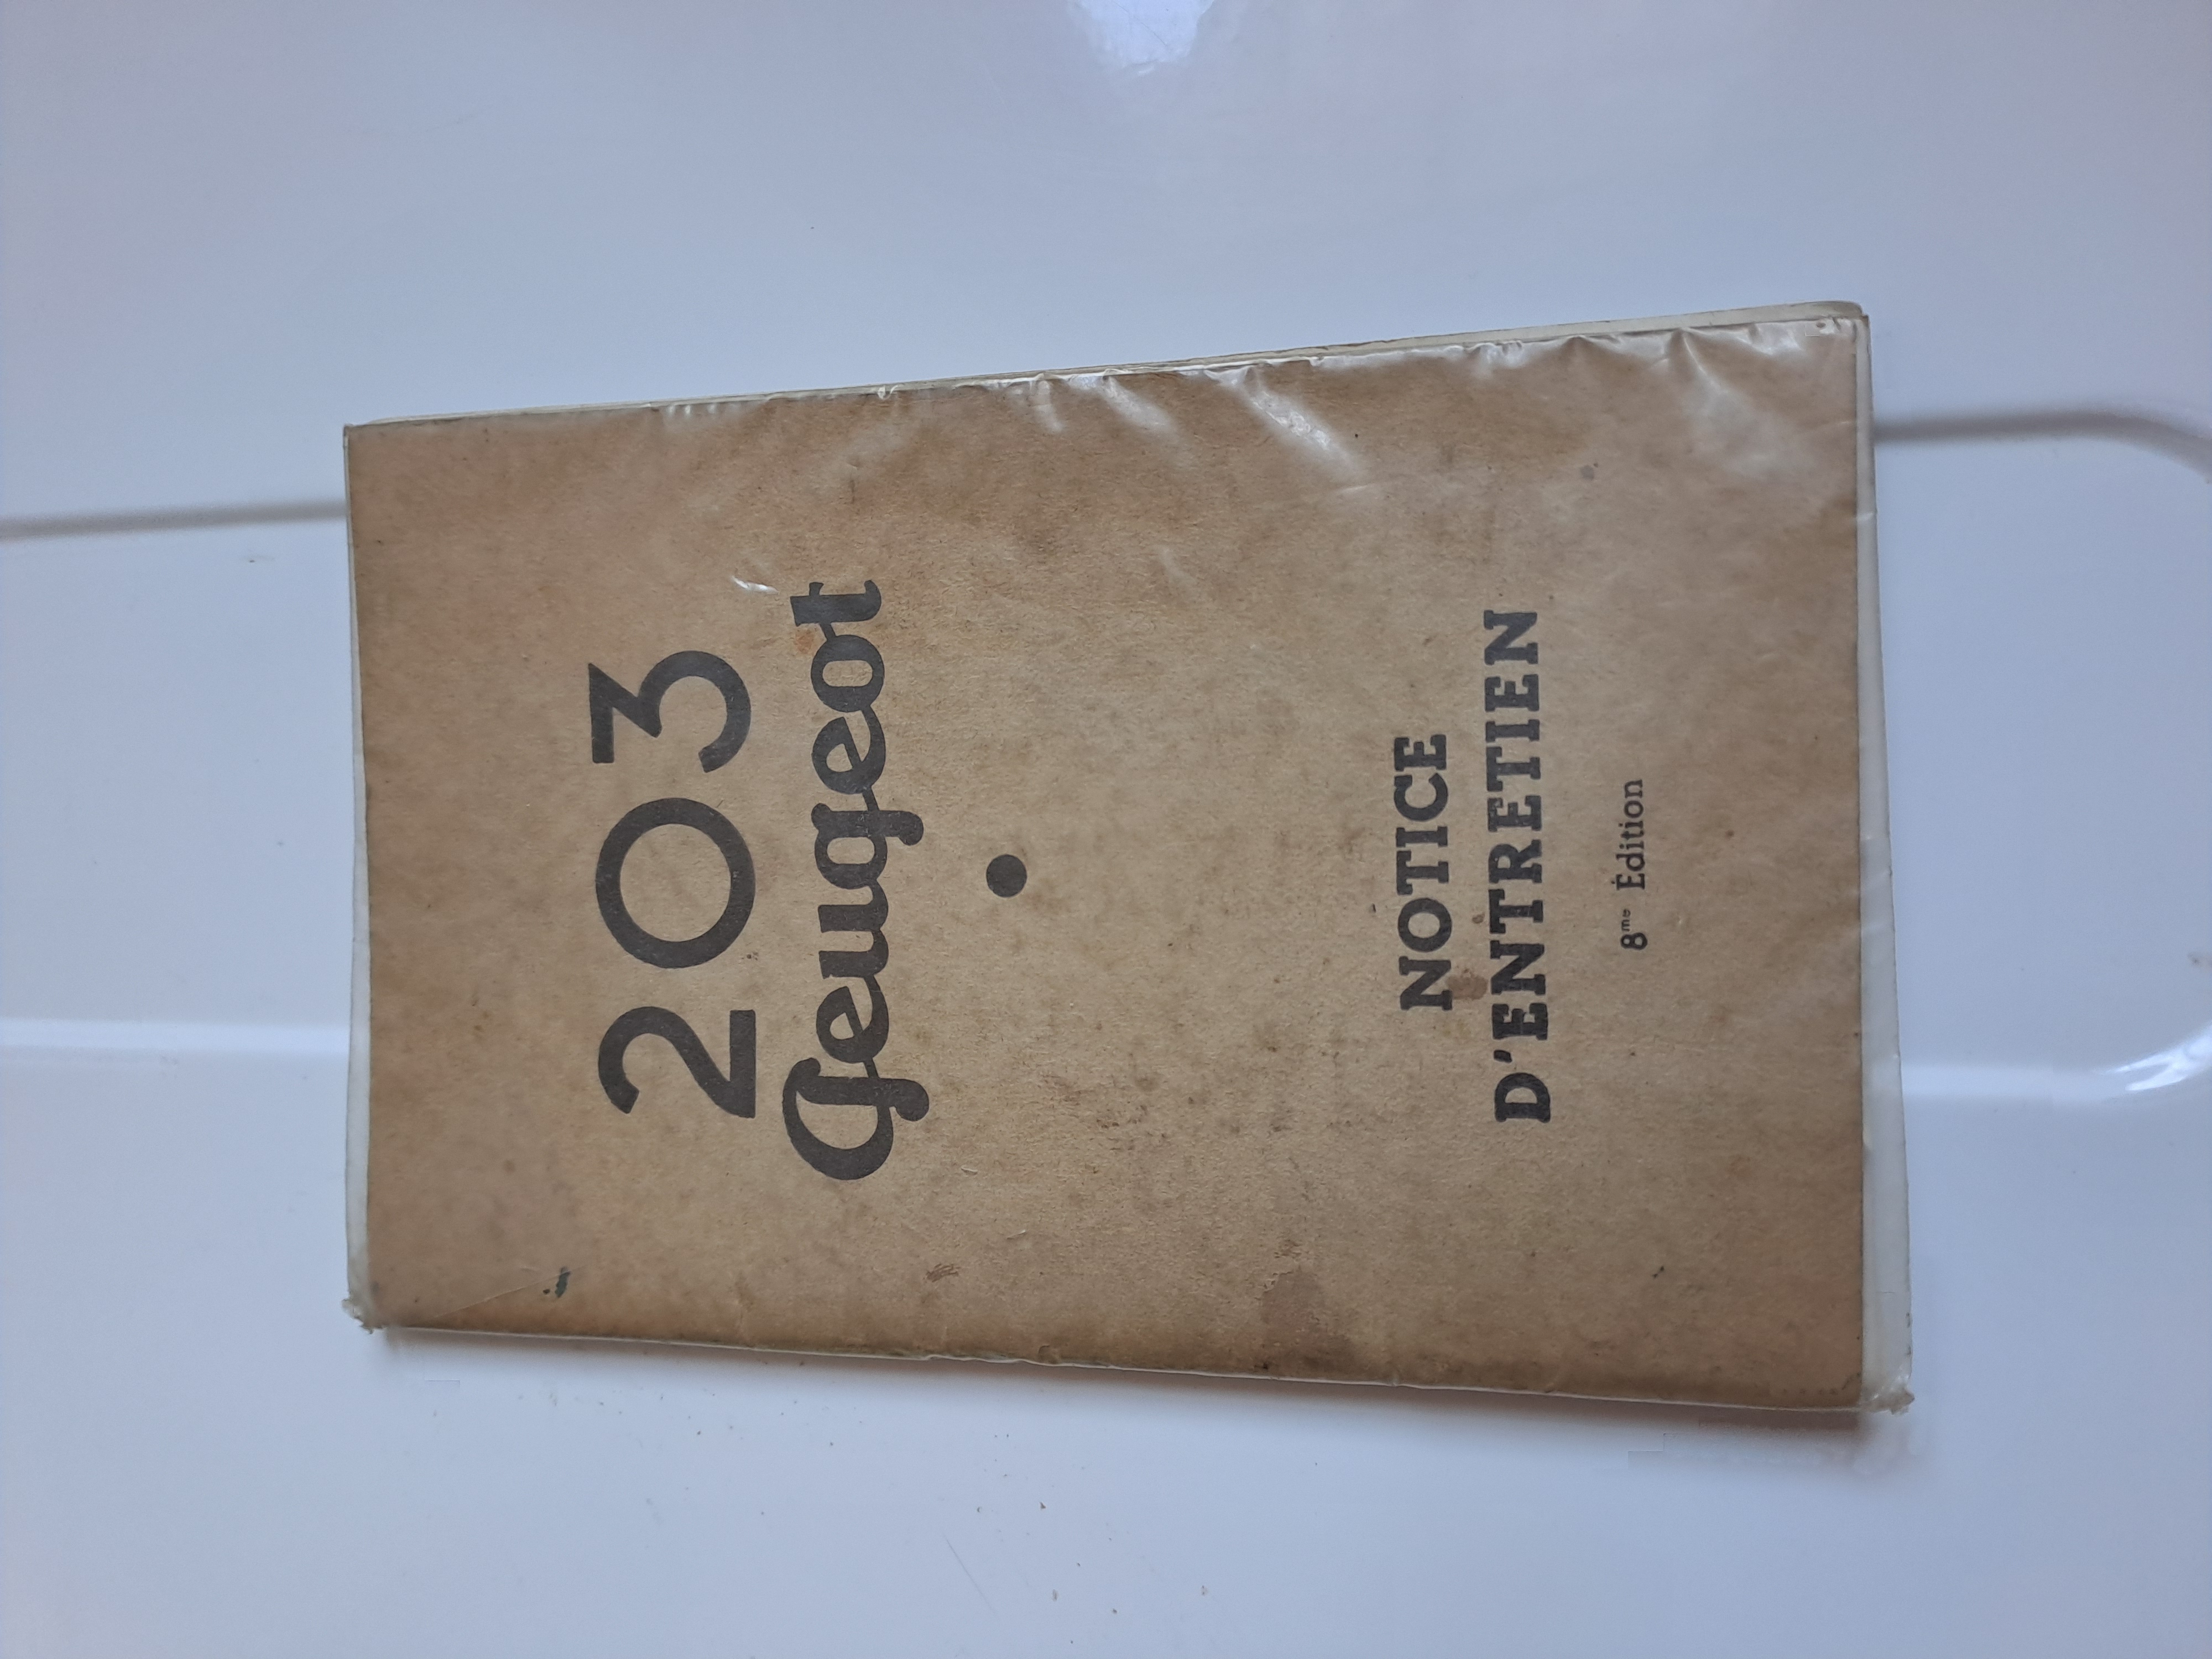 203
Peugeot
NOTICE
D'ENTRETIEN
8me Édition